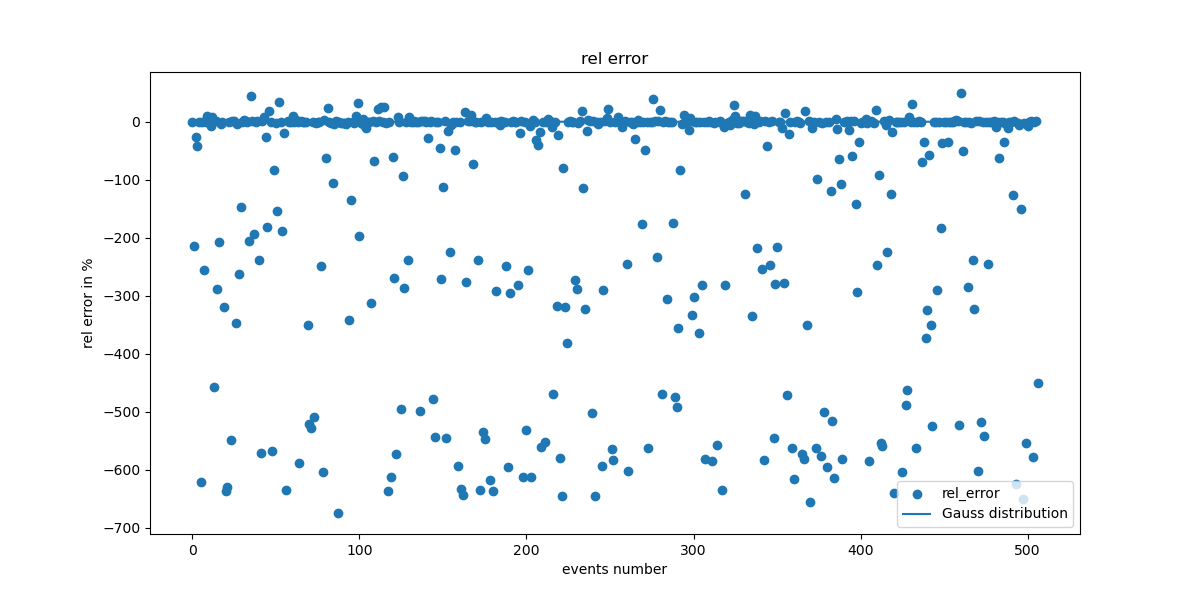 rel error
0
−100
−200
−300
−400
−500
−600
−700
rel error in %
0
100
200
300
400
500
events number
rel_error
Gauss distribution